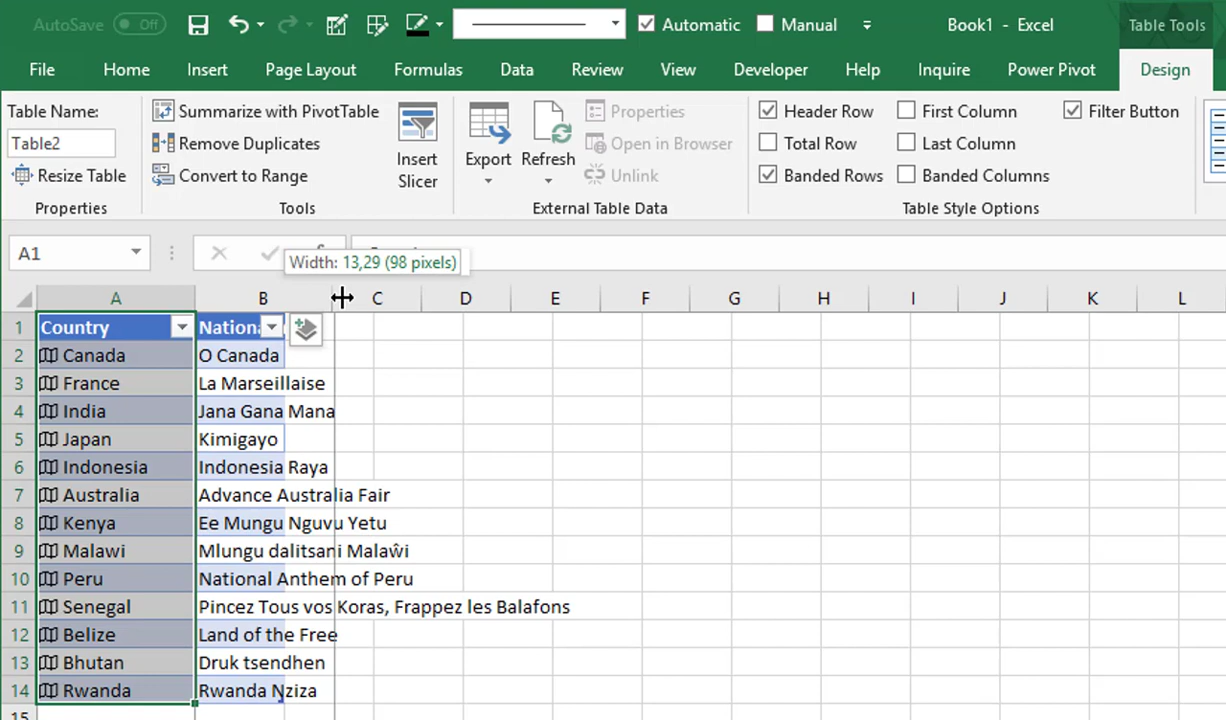 AutoSave Off Automatic Manual Book1 - Excel Table Tools
File Home Insert Page Layout Formulas Data Review View Developer Help Inquire Power Pivot Design
Table Name:
Table2
Resize Table
Properties
Summarize with PivotTable
Remove Duplicates
Convert to Range
Insert
Slicer
Tools
Export
Refresh
Properties
Open in Browser
Unlink
External Table Data
Header Row
Total Row
Banded Rows
First Column
Last Column
Banded Columns
Filter Button
Table Style Options
A1
Width: 13,29 (98 pixels)
A B C D E F G H I J K L
1 Country Nationa
2 Canada O Canada
3 France La Marseillaise
4 India Jana Gana Mana
5 Japan Kimigayo
6 Indonesia Indonesia Raya
7 Australia Advance Australia Fair
8 Kenya Ee Mungu Nguvu Yetu
9 Malawi Mlungu dalitsani Malaŵi
10 Peru National Anthem of Peru
11 Senegal Pincez Tous vos Koras, Frappez les Balafons
12 Belize Land of the Free
13 Bhutan Druk tsendhen
14 Rwanda Rwanda Nziza
15